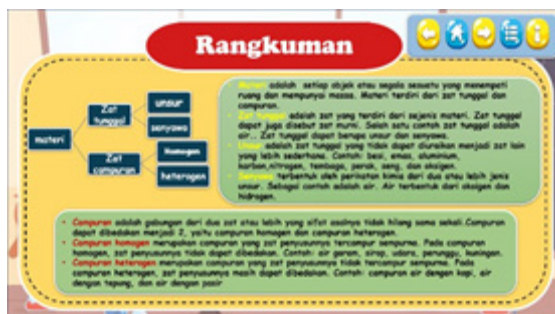 Rangkuman
materi
Zat
tunggal
unsur
senyawa
Zat
campuran
Homogen
heterogen
• Materi adalah setiap objek atau segala sesuatu yang menempati
ruang dan mempunyai massa. Materi terdiri dari zat tunggal dan
campuran.
• Zat tunggal adalah zat yang terdiri dari sejenis materi. Zat tunggal
dapat juga disebut zat murni. Salah satu contoh zat tunggal adalah
air.. Zat tunggal dapat berupa unsur dan senyawa.
• Unsur adalah zat tunggal yang tidak dapat diuraikan menjadi zat lain
yang lebih sederhana. Contoh: besi, emas, aluminium,
karbon,nitrogen, tembaga, perak, seng, dan oksigen.
• Senyawa terbentuk oleh perikatan kimia dari dua atau lebih jenis
unsur. Sebagai contoh adalah air. Air terbentuk dari oksigen dan
hidrogen.
• Campuran adalah gabungan dari dua zat atau lebih yang sifat asalnya tidak hilang sama sekali.Campuran
dapat dibedakan menjadi 2, yaitu campuran homogen dan campuran heterogen.
• Campuran homogen merupakan campuran yang zat penyusunnya tercampur sempurna. Pada campuran
homogen, zat penyusunnya tidak dapat dibedakan. Contoh: air garam, sirap, udara, perunggu, kuningan.
• Campuran heterogen merupakan campuran yang zat penyusunnya tidak tercampur sempurna. Pada
campuran heterogen, zat penyusunnya masih dapat dibedakan. Contoh: campuran air dengan kopi, air
dengan tepung, dan air dengan pasir